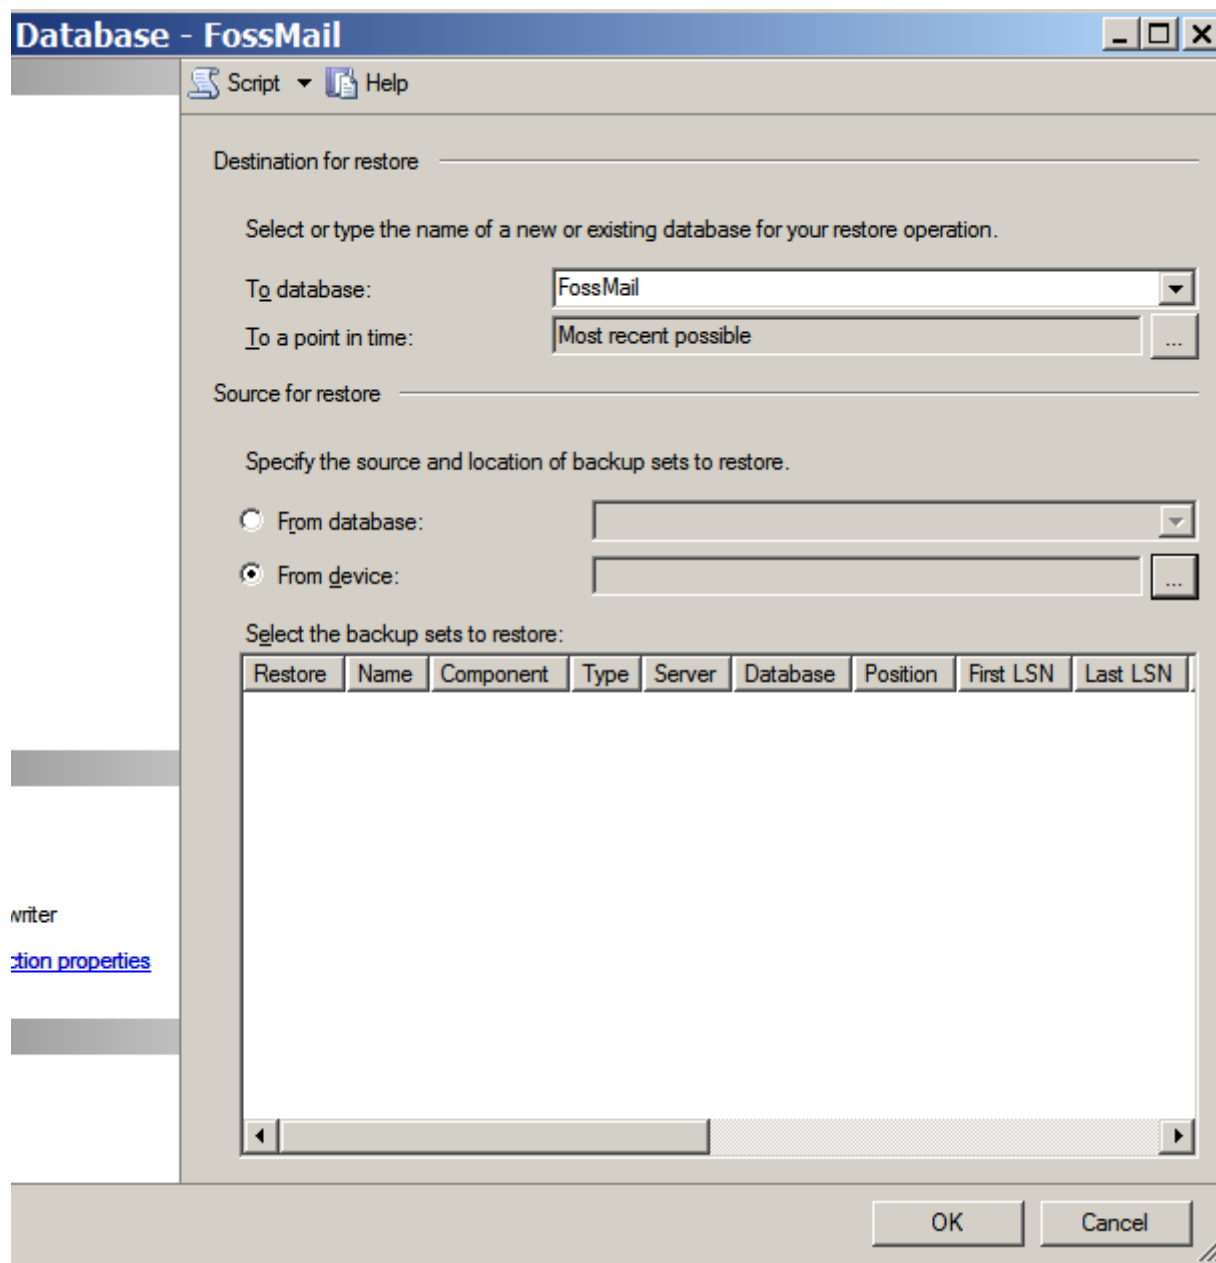 Database - FossMail
Script Help
Destination for restore
Select or type the name of a new or existing database for your restore operation.
To database: FossMail
To a point in time: Most recent possible ...
Source for restore
Specify the source and location of backup sets to restore.
From database:
From device: ...
Select the backup sets to restore:
Restore Name Component Type Server Database Position First LSN Last LSN
writer
ction properties
OK Cancel